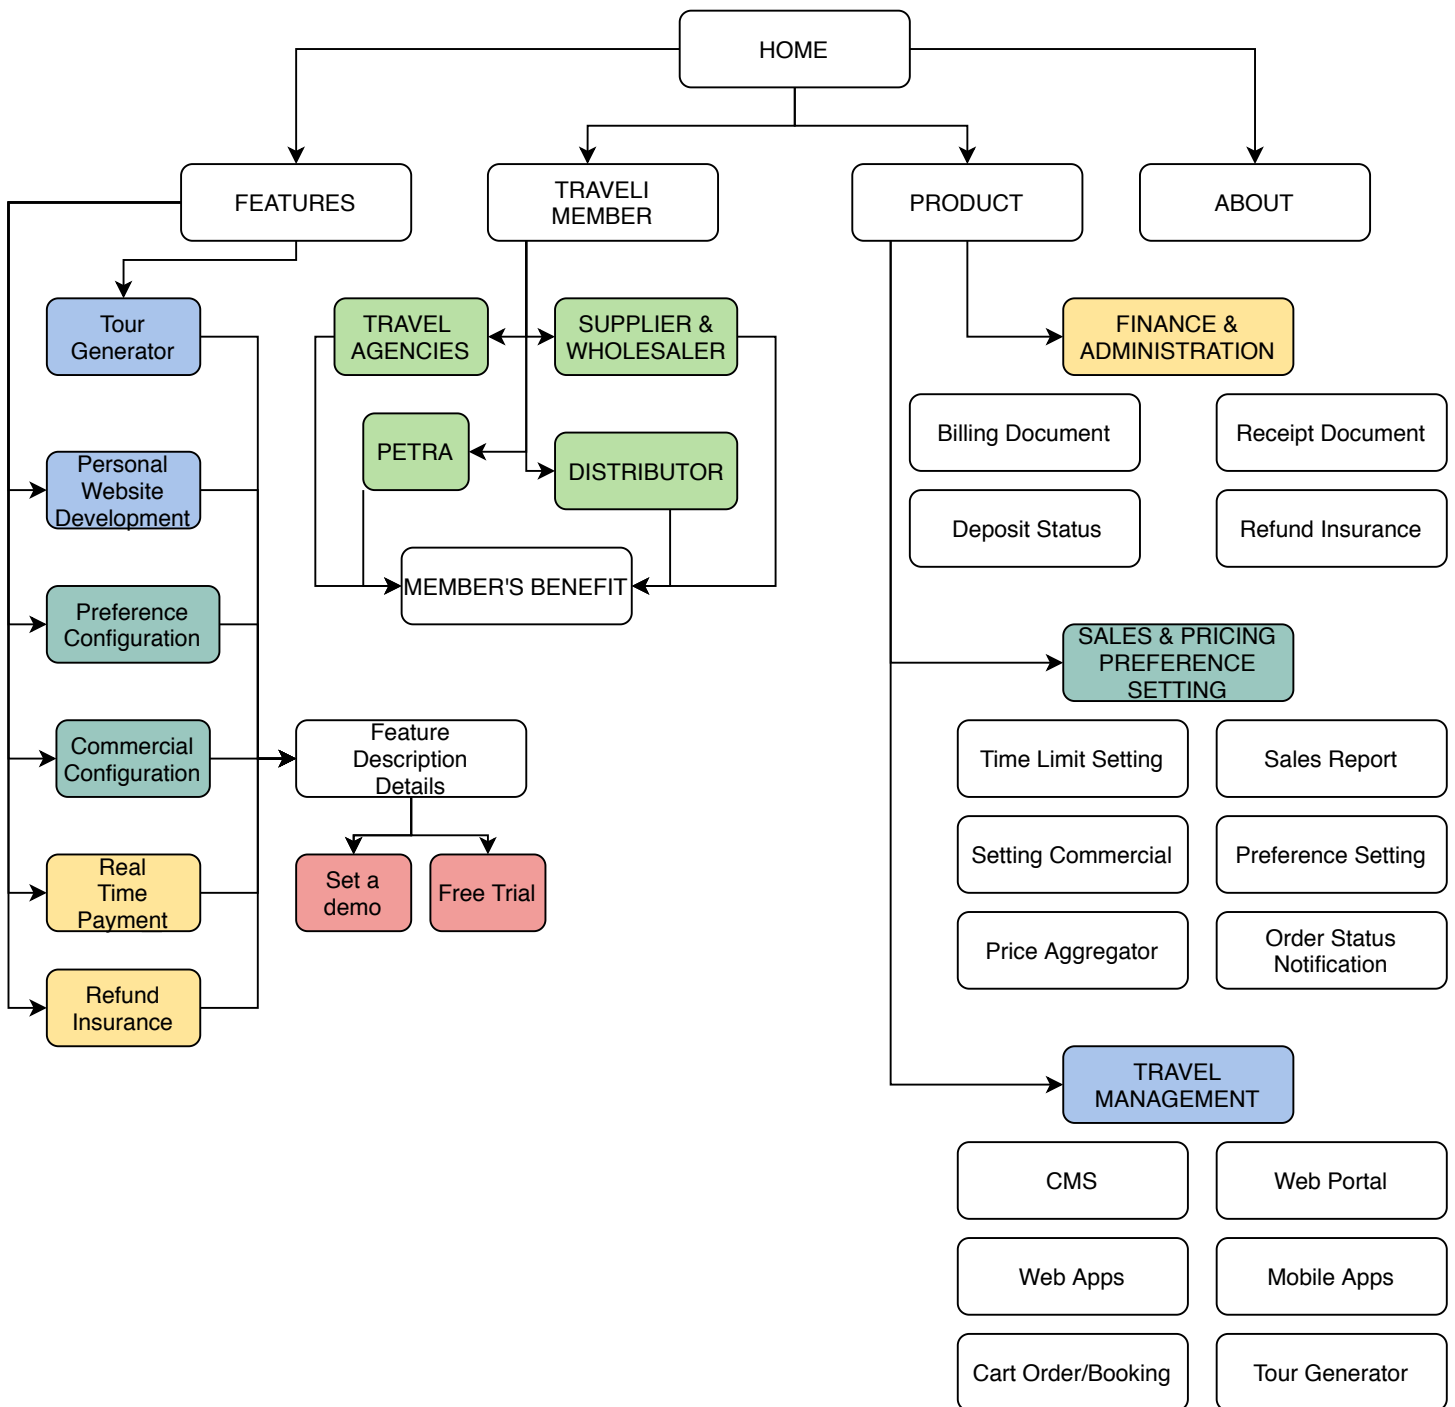 HOME
FEATURES
TRAVELI
MEMBER
PRODUCT
ABOUT
Tour
Generator
TRAVEL
AGENCIES
SUPPLIER &
WHOLESALER
FINANCE &
ADMINISTRATION
Personal
Website
Development
PETRA
DISTRIBUTOR
Billing Document
Receipt Document
Deposit Status
Refund Insurance
Preference
Configuration
MEMBER'S BENEFIT
SALES & PRICING
PREFERENCE
SETTING
Commercial
Configuration
Feature
Description
Details
Time Limit Setting
Sales Report
Setting Commercial
Preference Setting
Real
Time
Payment
Set a
demo
Free Trial
Price Aggregator
Order Status
Notification
Refund
Insurance
TRAVEL
MANAGEMENT
CMS
Web Portal
Web Apps
Mobile Apps
Cart Order/Booking
Tour Generator